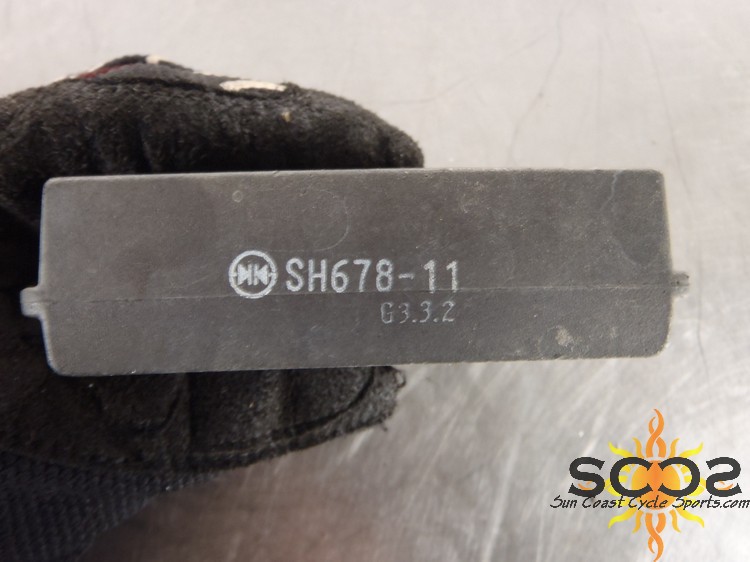 SH678-11
G3.3.2
SCCS
Sun Coast Cycle Sports.com